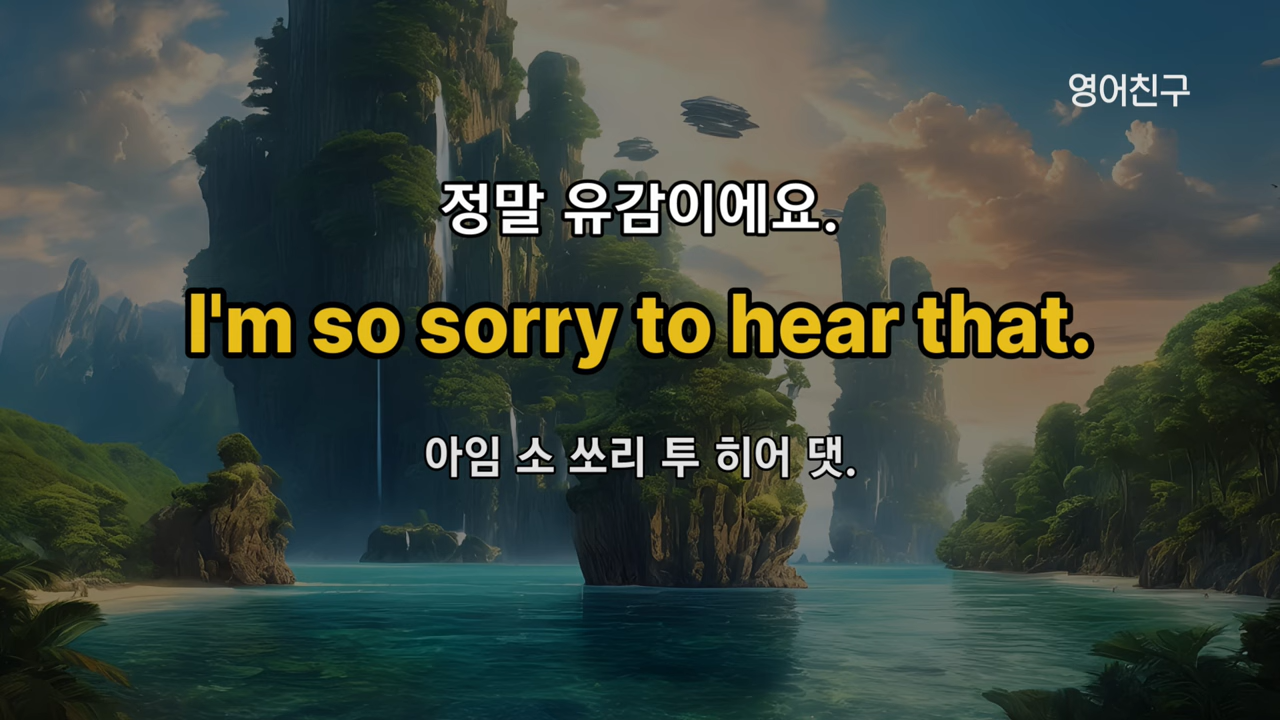 영어친구
정말 유감이에요.
I'm so sorry to hear that.
아임 소 쏘리 투 히어 댓.